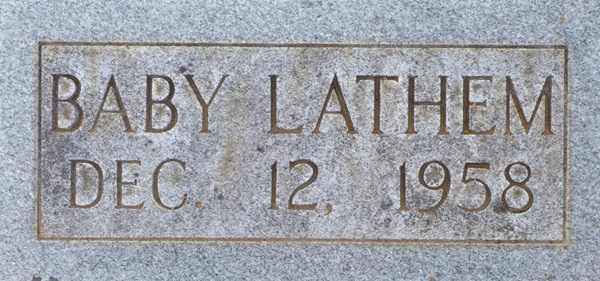 BABY LATHEM
DEC. 12, 1958